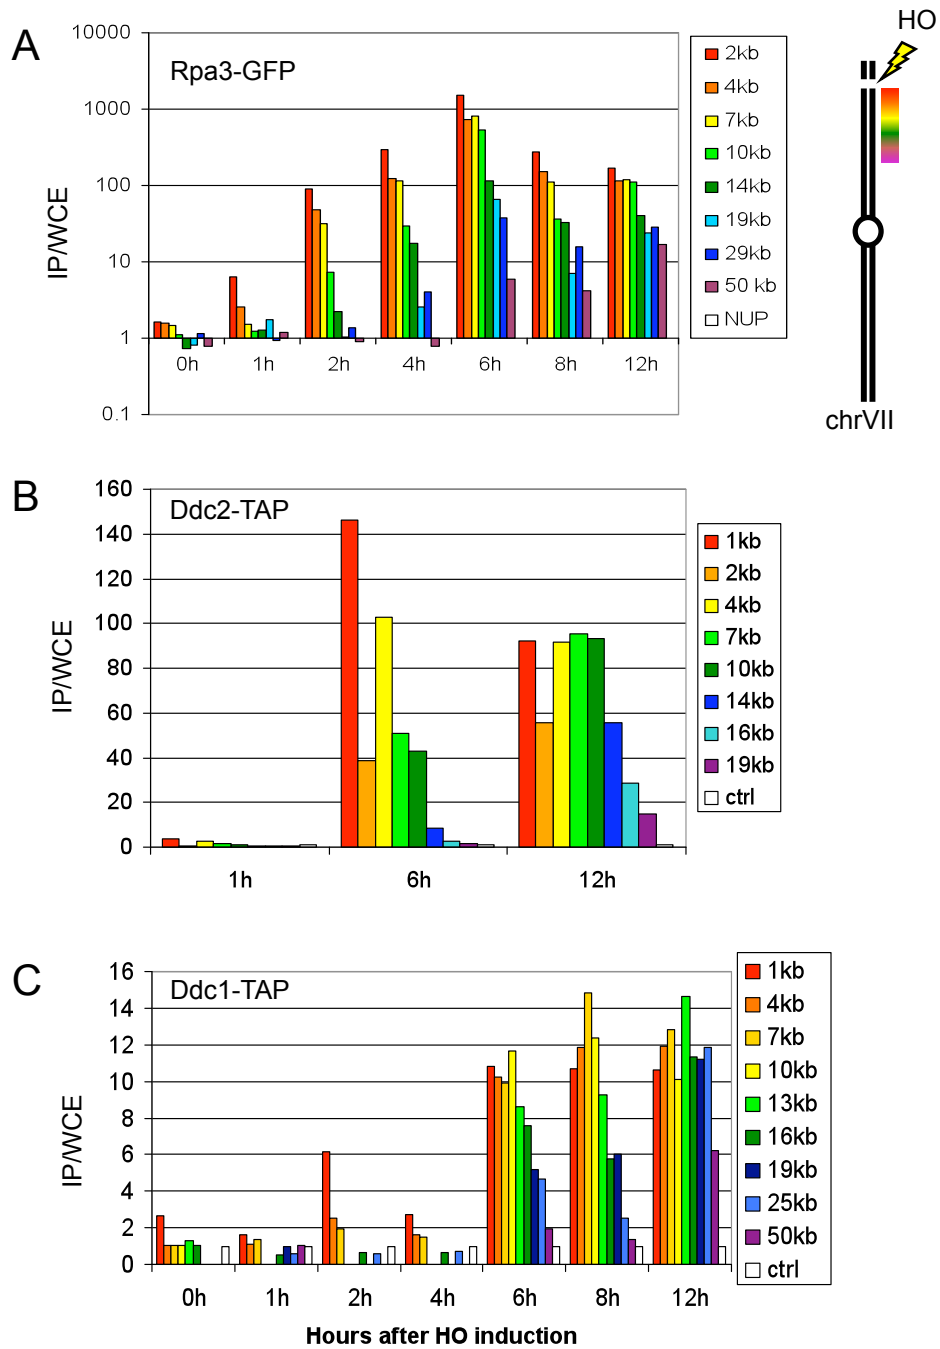 A
Rpa3-GFP
IP/WCE
10000
1000
100
10
1
0.1
0h 1h 2h 4h 6h 8h 12h
2kb
4kb
7kb
10kb
14kb
19kb
29kb
50 kb
NUP
HO
chrVII
B
Ddc2-TAP
IP/WCE
160
140
120
100
80
60
40
20
0
1h 6h 12h
1kb
2kb
4kb
7kb
10kb
14kb
16kb
19kb
ctrl
C
Ddc1-TAP
IP/WCE
16
14
12
10
8
6
4
2
0
0h 1h 2h 4h 6h 8h 12h
Hours after HO induction
1kb
4kb
7kb
10kb
13kb
16kb
19kb
25kb
50kb
ctrl